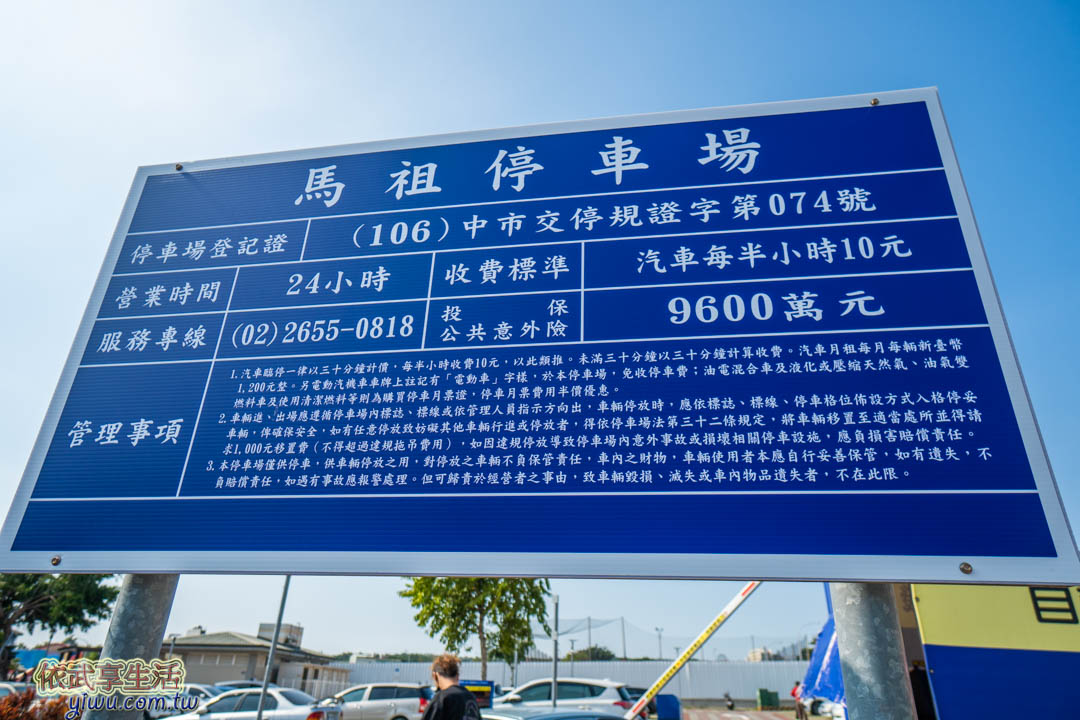 馬祖停車場
停車場登記證 (106)中市交停規證字第074號
營業時間 24小時 收費標準 汽車每半小時10元
服務專線 (02)2655-0818 投保公共意外險 9600萬元
管理事項
1.汽車臨停一律以三十分鐘計價,每半小時收費10元,以此類推。未滿三十分鐘以三十分鐘計算收費。汽車月租每月每輛新臺幣
1,200元整。另電動汽機車車牌上註記有「電動車」字樣,於本停車場,免收停車費;油電混合車及液化或壓縮天然氣、油氣雙
燃料車及使用清潔燃料等則為購買停車月票證,停車月票費用半價優惠。
2.車輛進、出場應遵循停車場內標誌、標線或依管理人員指示方向出,車輛停放時,應依標誌、標線、停車格位佈設方式入格停妥
車輛,俾確保安全,如有任意停放致妨礙其他車輛行進或停放者,得依停車場法第三十二條規定,將車輛移置至適當處所並得請
求1,000元移置費(不得超過違規拖吊費用),如因違規停放導致停車場內意外事故或損壞相關停車設施,應負損害賠償責任。
3.本停車場僅供停車,供車輛停放之用,對停放之車輛不負保管責任,車內之財物,車輛使用者本應自行妥善保管,如有遺失,不
負賠償責任,如遇有事故應報警處理。但可歸責於經營者之事由,致車輛毀損、滅失或車內物品遺失者,不在此限。
依武享生活
yiwu.com.tw